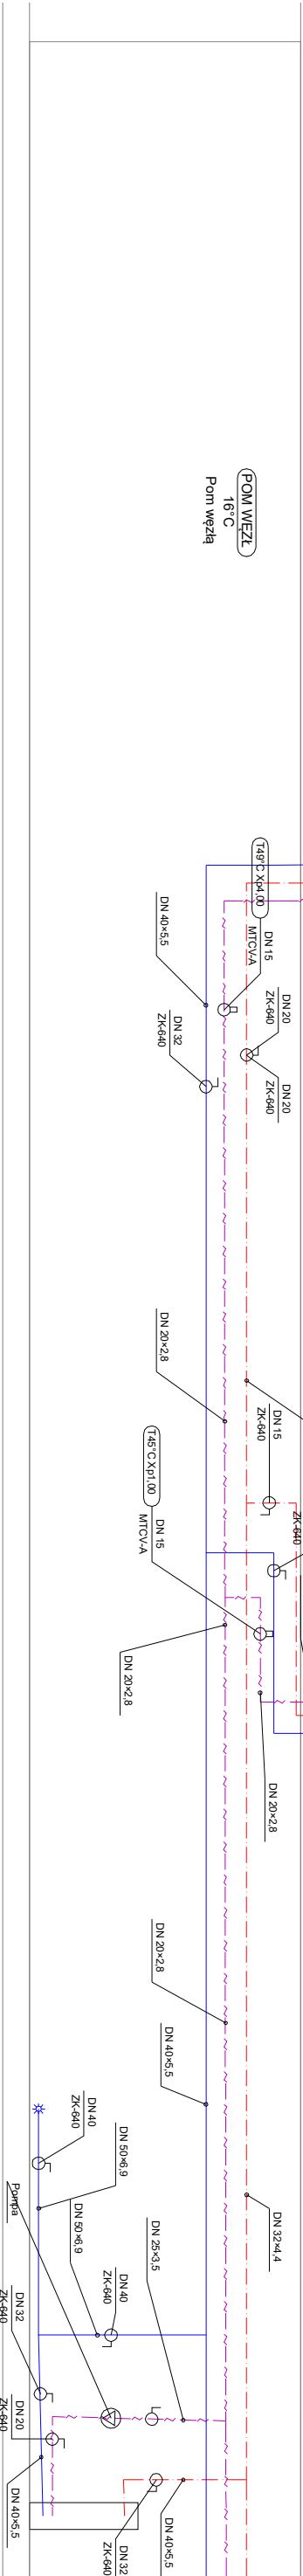 POM WĘZŁ
16°C
Pom węzła
T49°C Xp4,00
DN 15
MTCV-A
DN 20
ZK-640
DN 20
ZK-640
DN 40×5,5
DN 32
ZK-640
DN 20×2,8
DN 15
ZK-640
ZK-640
T45°C Xp1,00
DN 15
MTCV-A
DN 20×2,8
DN 20×2,8
DN 20×2,8
DN 40×5,5
DN 32×4,4
DN 40
ZK-640
DN 50×6,9
DN 50×6,9
DN 40
ZK-640
DN 25×3,5
Pompa
DN 32
ZK-640
DN 20
ZK-640
DN 40×5,5
DN 32
ZK-640
DN 40×5,5